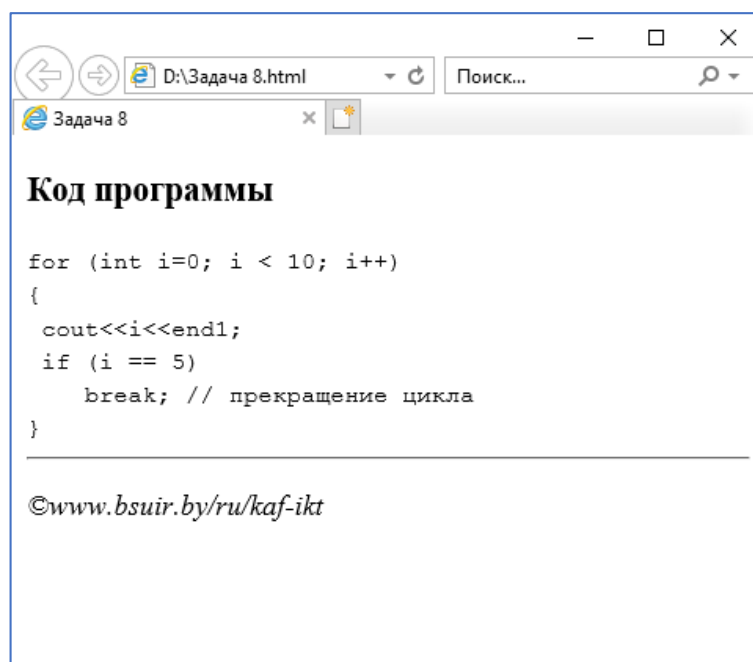 D:\Задача 8.html
Поиск...
Задача 8
Код программы
for (int i=0; i < 10; i++)
{
 cout<<i<<end1;
 if (i == 5)
    break; // прекращение цикла
}
©www.bsuir.by/ru/kaf-ikt